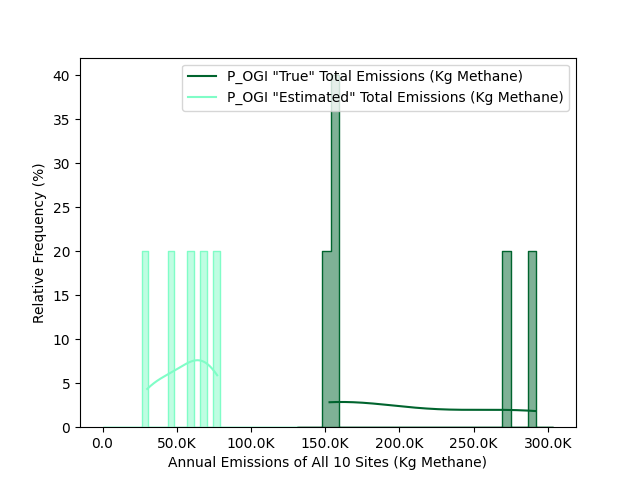 P_OGI "True" Total Emissions (Kg Methane)
P_OGI "Estimated" Total Emissions (Kg Methane)
40
35
30
25
20
15
10
5
0
Relative Frequency (%)
0.0 50.0K 100.0K 150.0K 200.0K 250.0K 300.0K
Annual Emissions of All 10 Sites (Kg Methane)